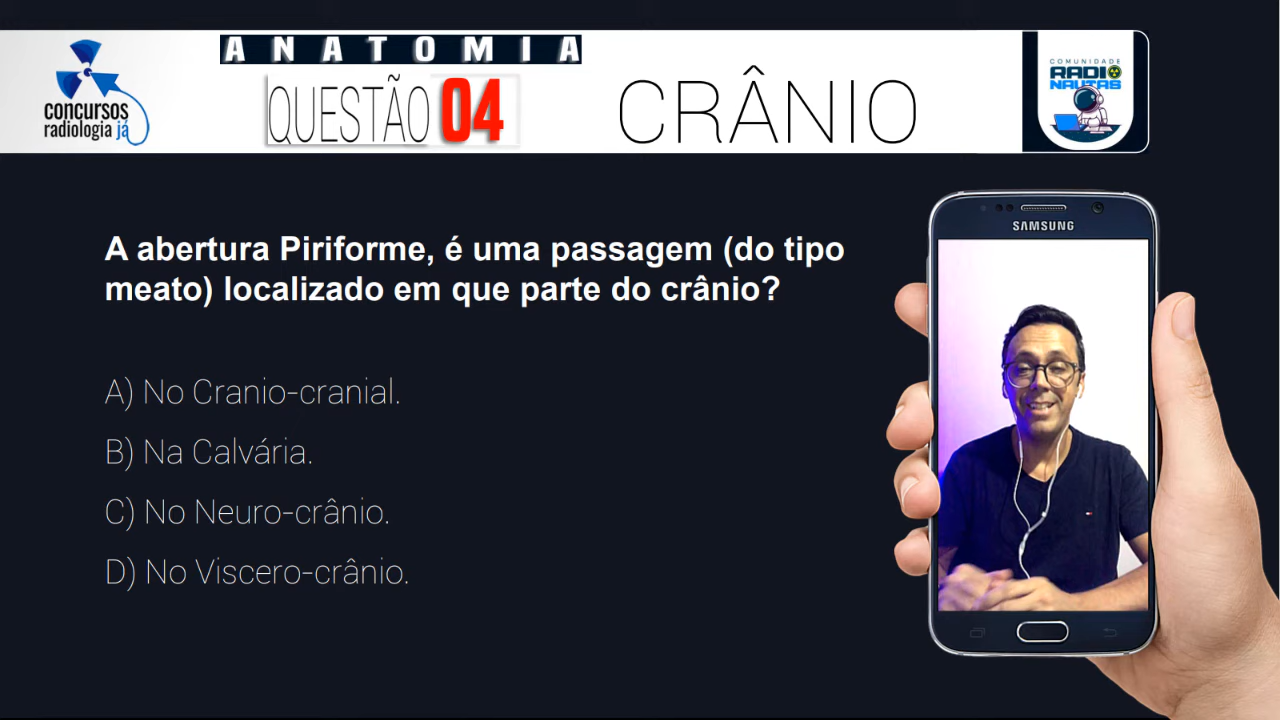 ANATOMIA
concursos
radiologia já
QUESTÃO 04
CRÂNIO
COMUNIDADE
RADIO
NAUTAS
A abertura Piriforme, é uma passagem (do tipo
meato) localizado em que parte do crânio?
A) No Cranio-cranial.
B) Na Calvária.
C) No Neuro-crânio.
D) No Viscero-crânio.
SAMSUNG